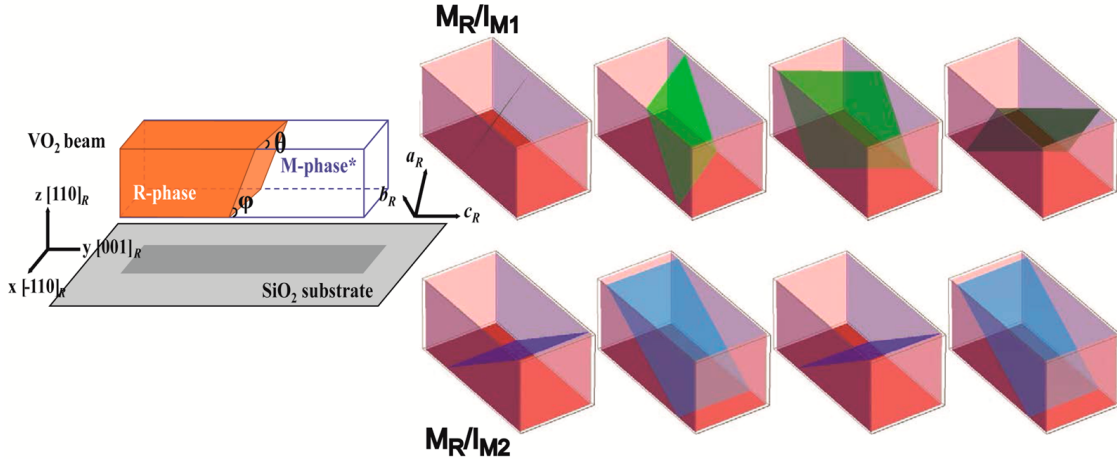 M_R/I_M1
VO₂ beam
θ
M-phase*
R-phase
φ
a_R
b_R
c_R
z [110]_R
y [001]_R
x [-110]_R
SiO₂ substrate
M_R/I_M2